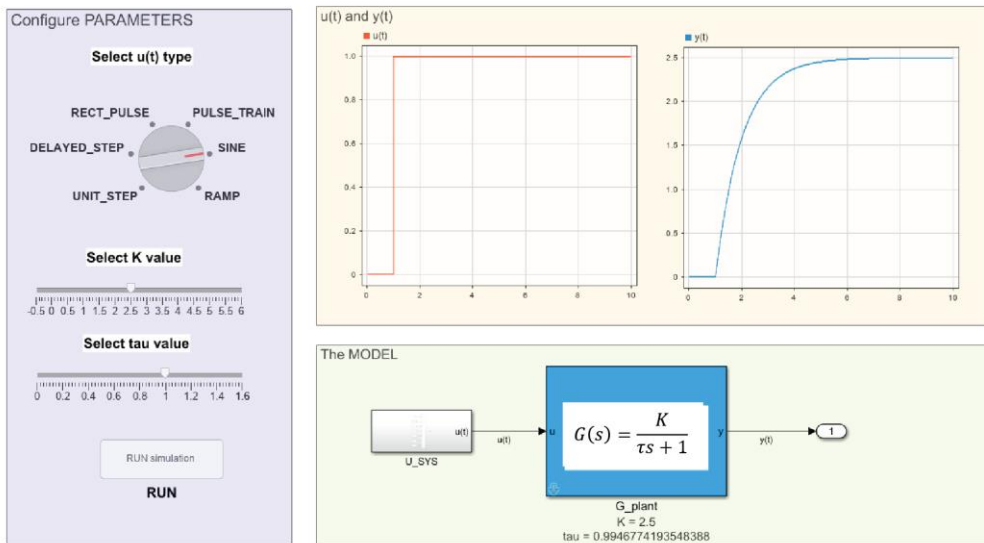 Configure PARAMETERS
Select u(t) type
RECT_PULSE
PULSE_TRAIN
DELAYED_STEP
SINE
UNIT_STEP
RAMP
Select K value
-0.5 0 0.5 1 1.5 2 2.5 3 3.5 4 4.5 5 5.5 6
Select tau value
0 0.2 0.4 0.6 0.8 1 1.2 1.4 1.6
RUN simulation
RUN
u(t) and y(t)
u(t)
1.0
0.8
0.6
0.4
0.2
0
0 2 4 6 8 10
y(t)
2.5
2.0
1.5
1.0
0.5
0
0 2 4 6 8 10
The MODEL
u(t)
U_SYS
u(t)
u
G(s) = K / τs + 1
y
G_plant
K = 2.5
tau = 0.9946774193548388
y(t)
1